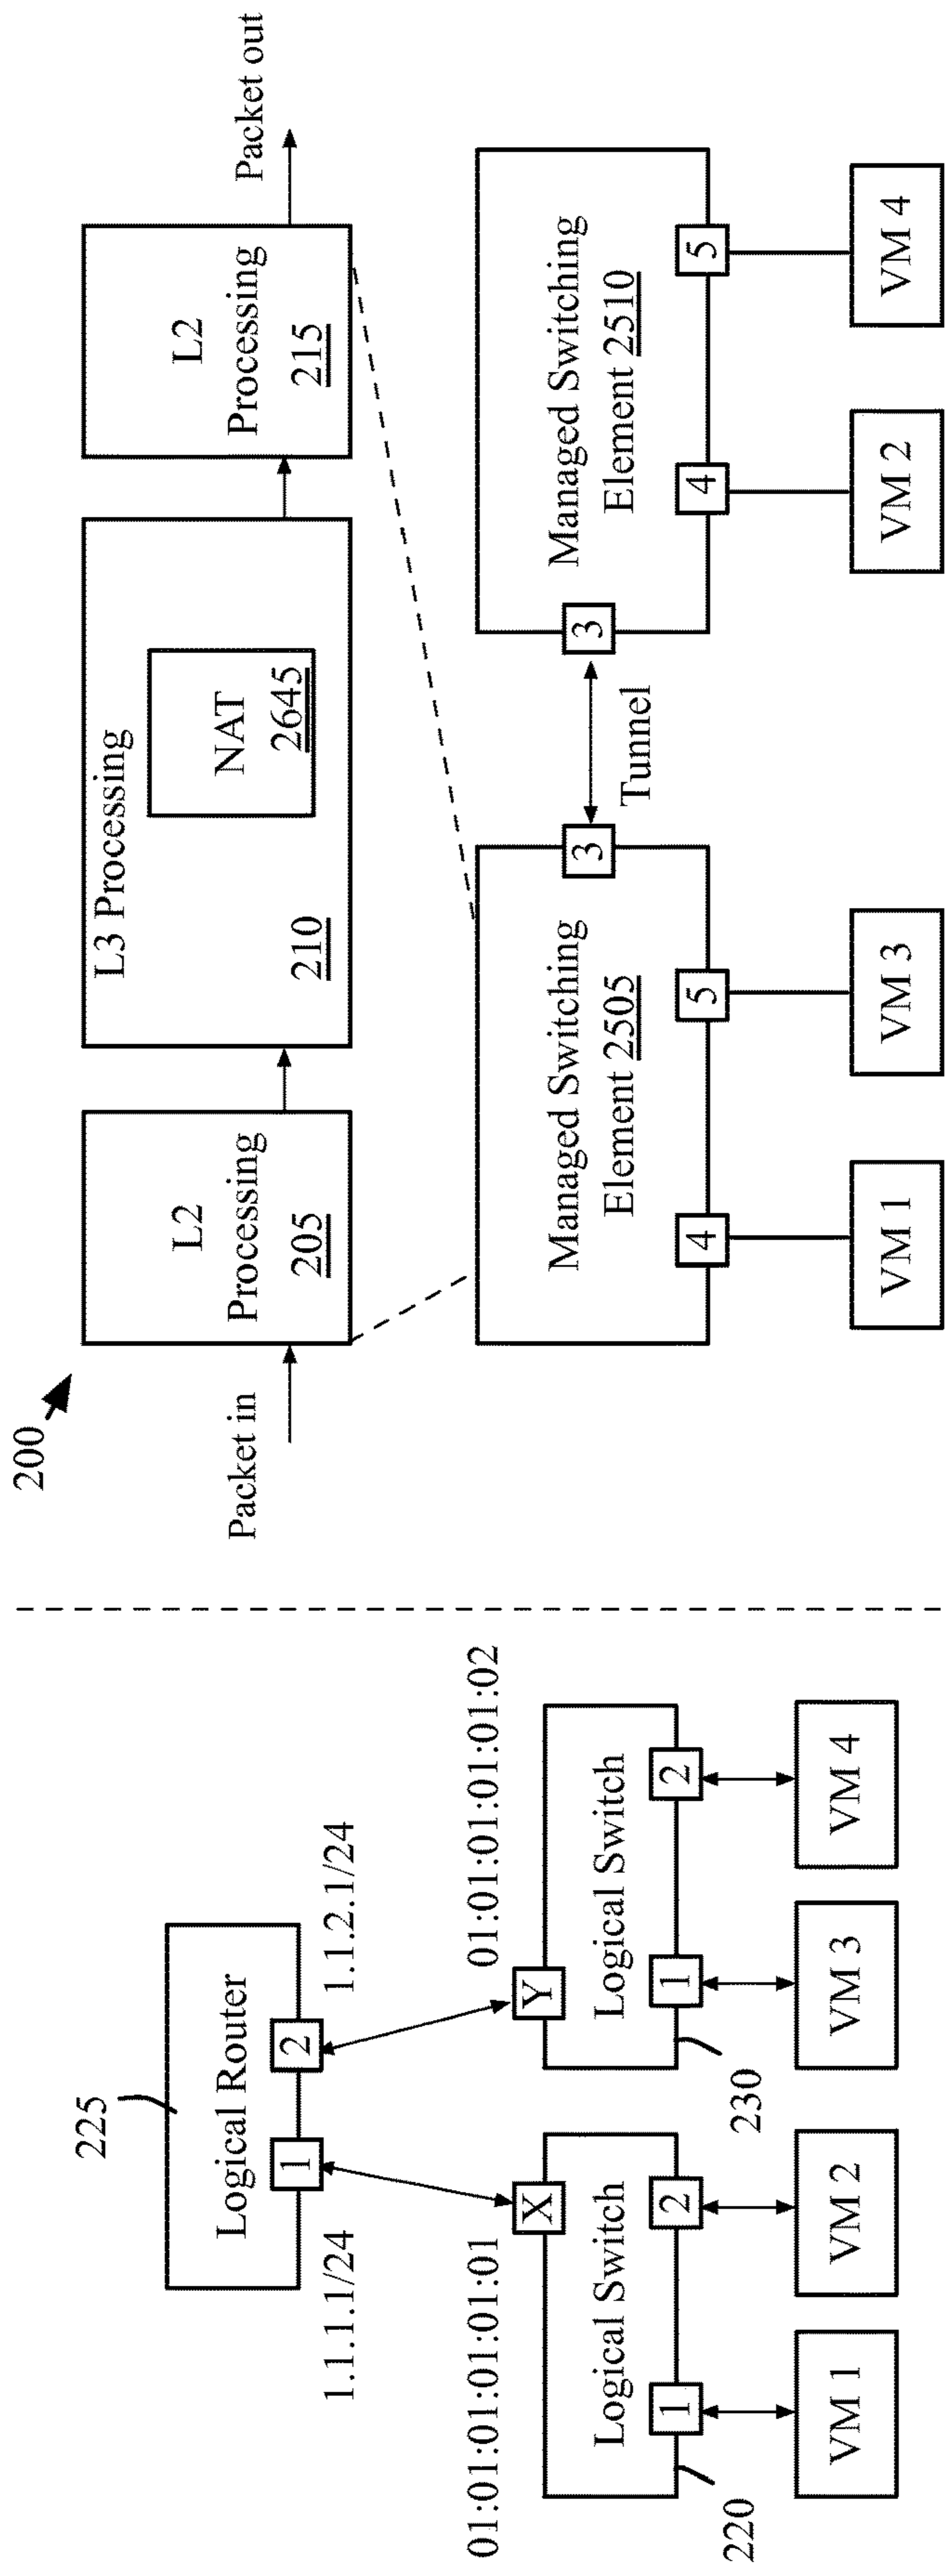 225
Logical Router
1
2
1.1.1.1/24
1.1.2.1/24
01:01:01:01:01:01
01:01:01:01:01:02
X
Y
Logical Switch
Logical Switch
1
2
1
2
220
230
VM 1
VM 2
VM 3
VM 4
200
Packet in
L2
Processing
205
L3 Processing
210
NAT
2645
L2
Processing
215
Packet out
Managed Switching
Element 2505
3
4
5
Tunnel
Managed Switching
Element 2510
3
4
5
VM 1
VM 3
VM 2
VM 4